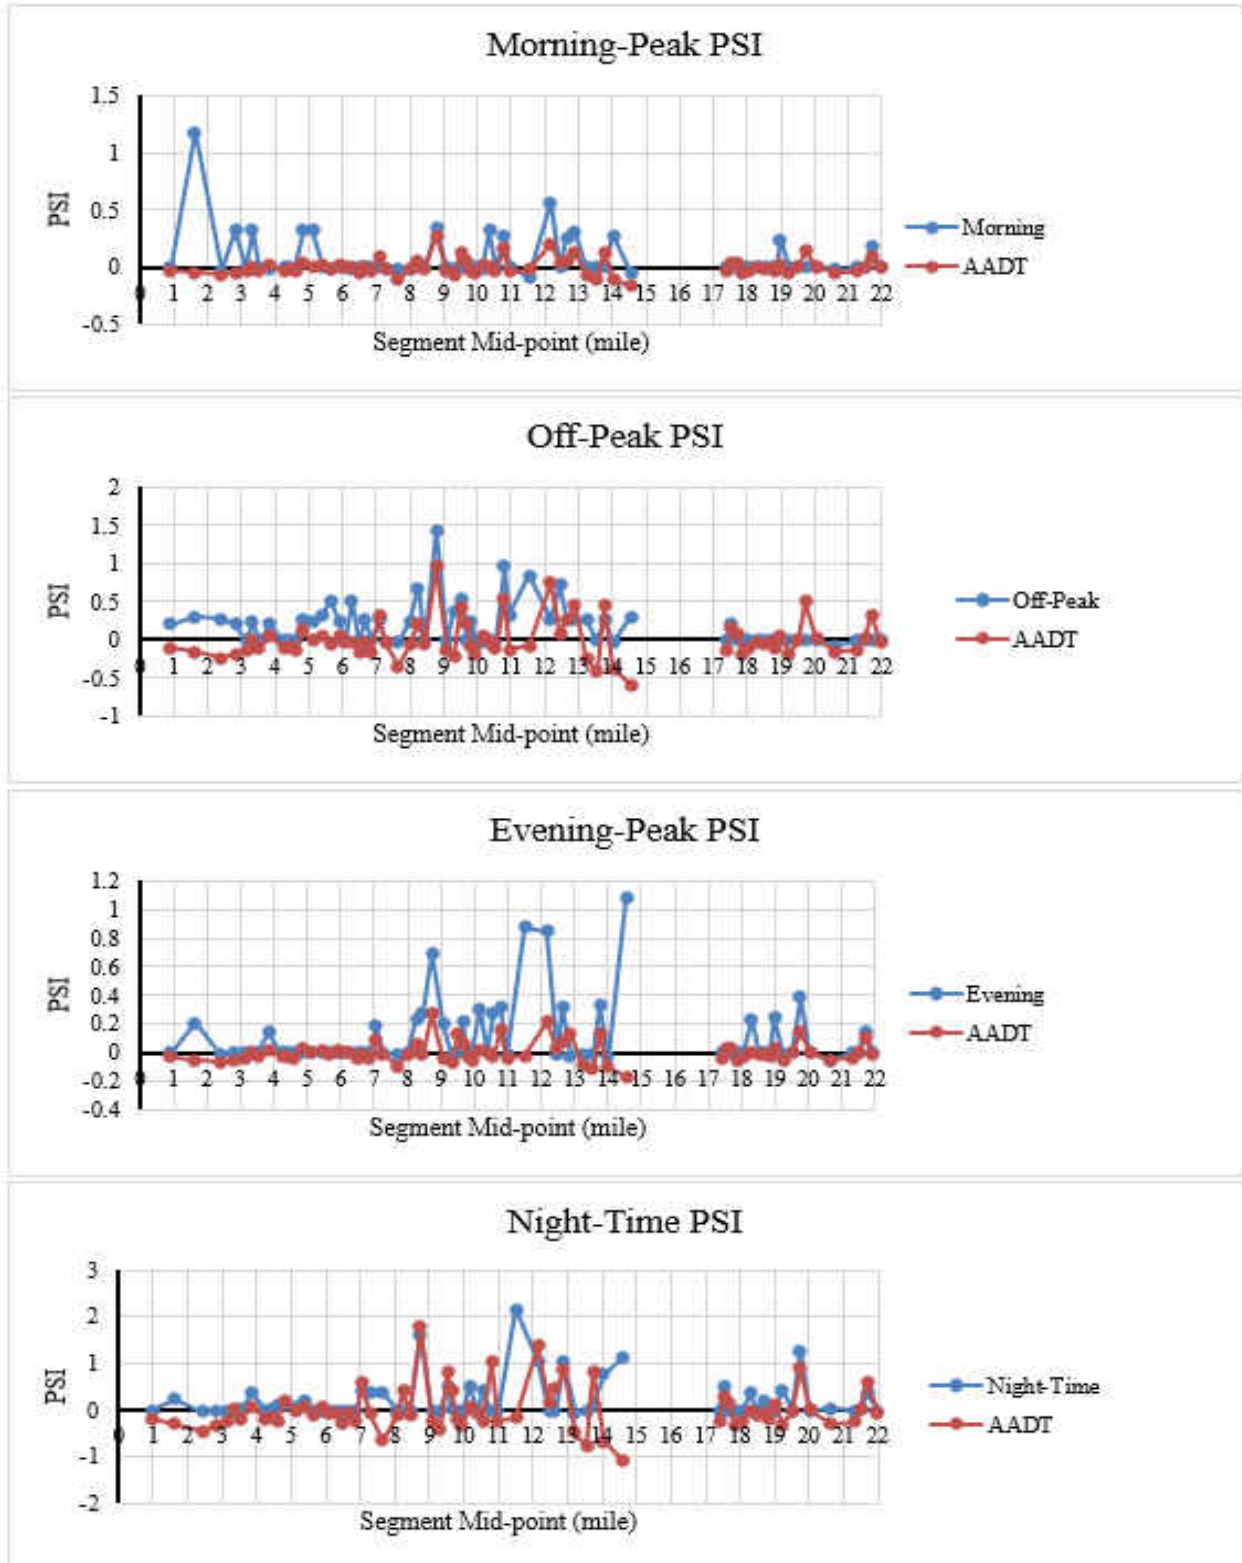 Morning-Peak PSI
1.5
1
0.5
0
-0.5
PSI
0 1 2 3 4 5 6 7 8 9 10 11 12 13 14 15 16 17 18 19 20 21 22
Segment Mid-point (mile)
Morning
AADT
Off-Peak PSI
2
1.5
1
0.5
0
-0.5
-1
PSI
0 1 2 3 4 5 6 7 8 9 10 11 12 13 14 15 16 17 18 19 20 21 22
Segment Mid-point (mile)
Off-Peak
AADT
Evening-Peak PSI
1.2
1
0.8
0.6
0.4
0.2
0
-0.2
-0.4
PSI
0 1 2 3 4 5 6 7 8 9 10 11 12 13 14 15 16 17 18 19 20 21 22
Segment Mid-point (mile)
Evening
AADT
Night-Time PSI
3
2
1
0
-1
-2
PSI
0 1 2 3 4 5 6 7 8 9 10 11 12 13 14 15 16 17 18 19 20 21 22
Segment Mid-point (mile)
Night-Time
AADT